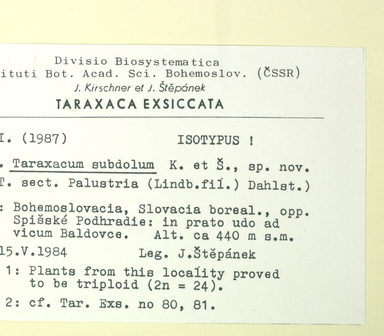 Divisio Biosystematica
ituti Bot. Acad. Sci. Bohemoslov. (ČSSR)
J. Kirschner et J. Štěpánek
TARAXACA EXSICCATA
I. (1987) ISOTYPUS !
. Taraxacum subdolum K. et Š., sp. nov.
T. sect. Palustria (Lindb.fil.) Dahlst.)
: Bohemoslovacia, Slovacia boreal., opp.
Spišské Podhradie: in prato udo ad
vicum Baldovce. Alt. ca 440 m s.m.
15.V.1984 Leg. J.Štěpánek
1: Plants from this locality proved
to be triploid (2n = 24).
2: cf. Tar. Exs. no 80, 81.